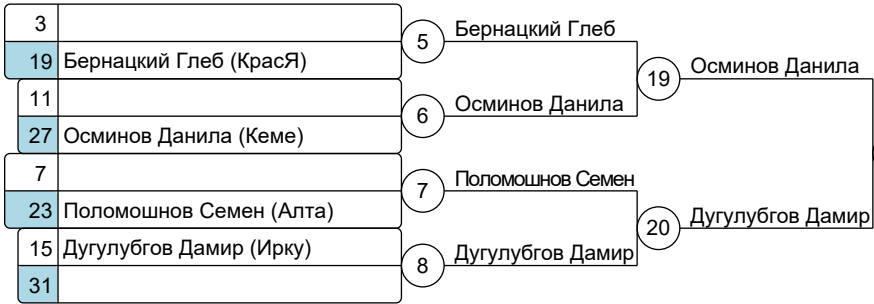 3
19 Бернацкий Глеб (КрасЯ)
5 Бернацкий Глеб
11
27 Осминов Данила (Кеме)
6 Осминов Данила
19 Осминов Данила
7
23 Поломошнов Семен (Алта)
7 Поломошнов Семен
15 Дугулубгов Дамир (Ирку)
31
8 Дугулубгов Дамир
20 Дугулубгов Дамир